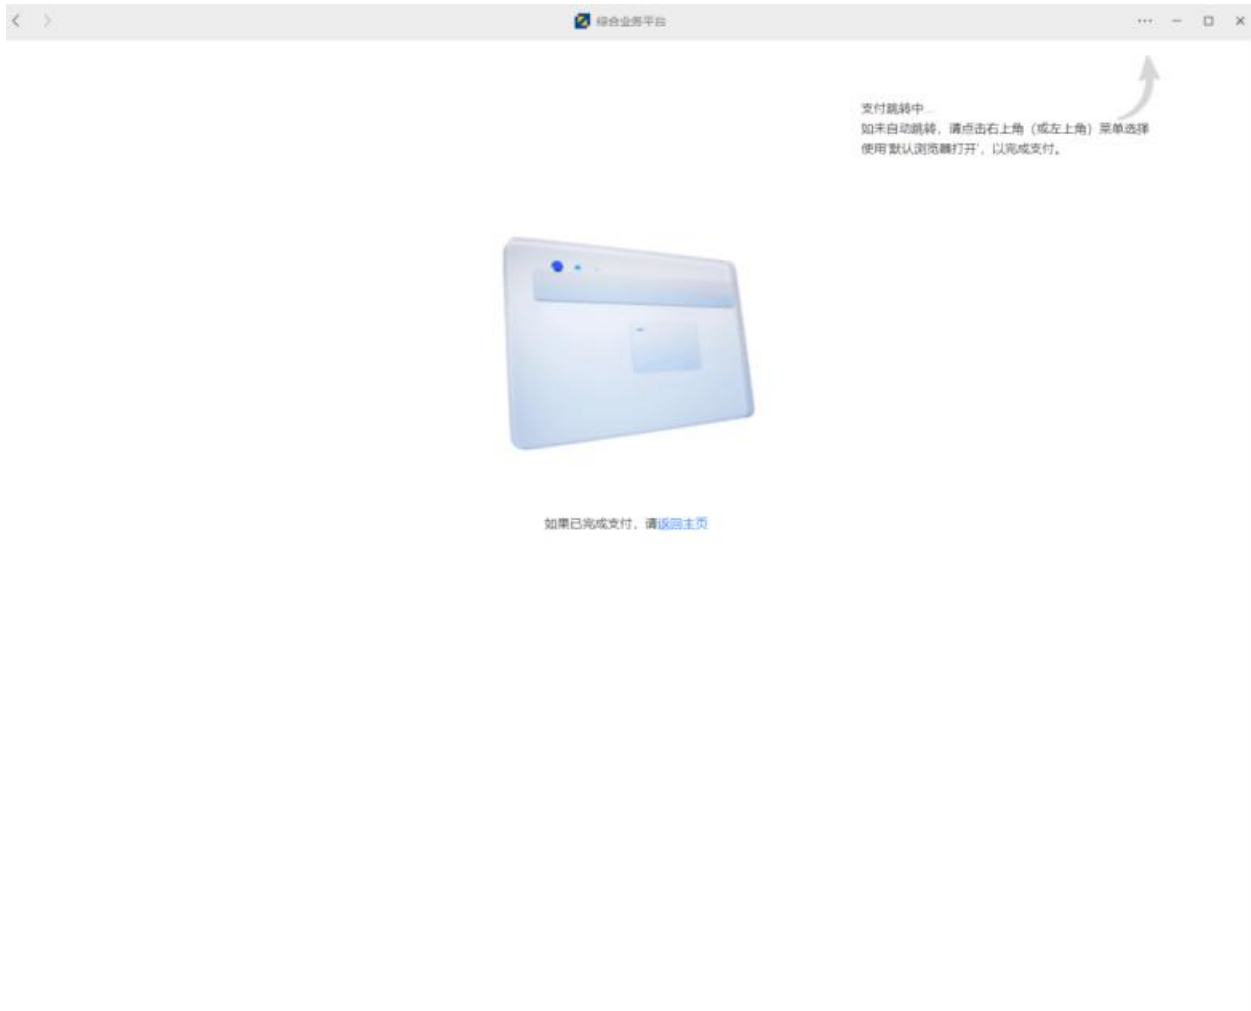 综合业务平台
支付跳转中...
如未自动跳转，请点击右上角（或左上角）菜单选择
使用'默认浏览器打开'，以完成支付。
如果已完成支付，请返回主页